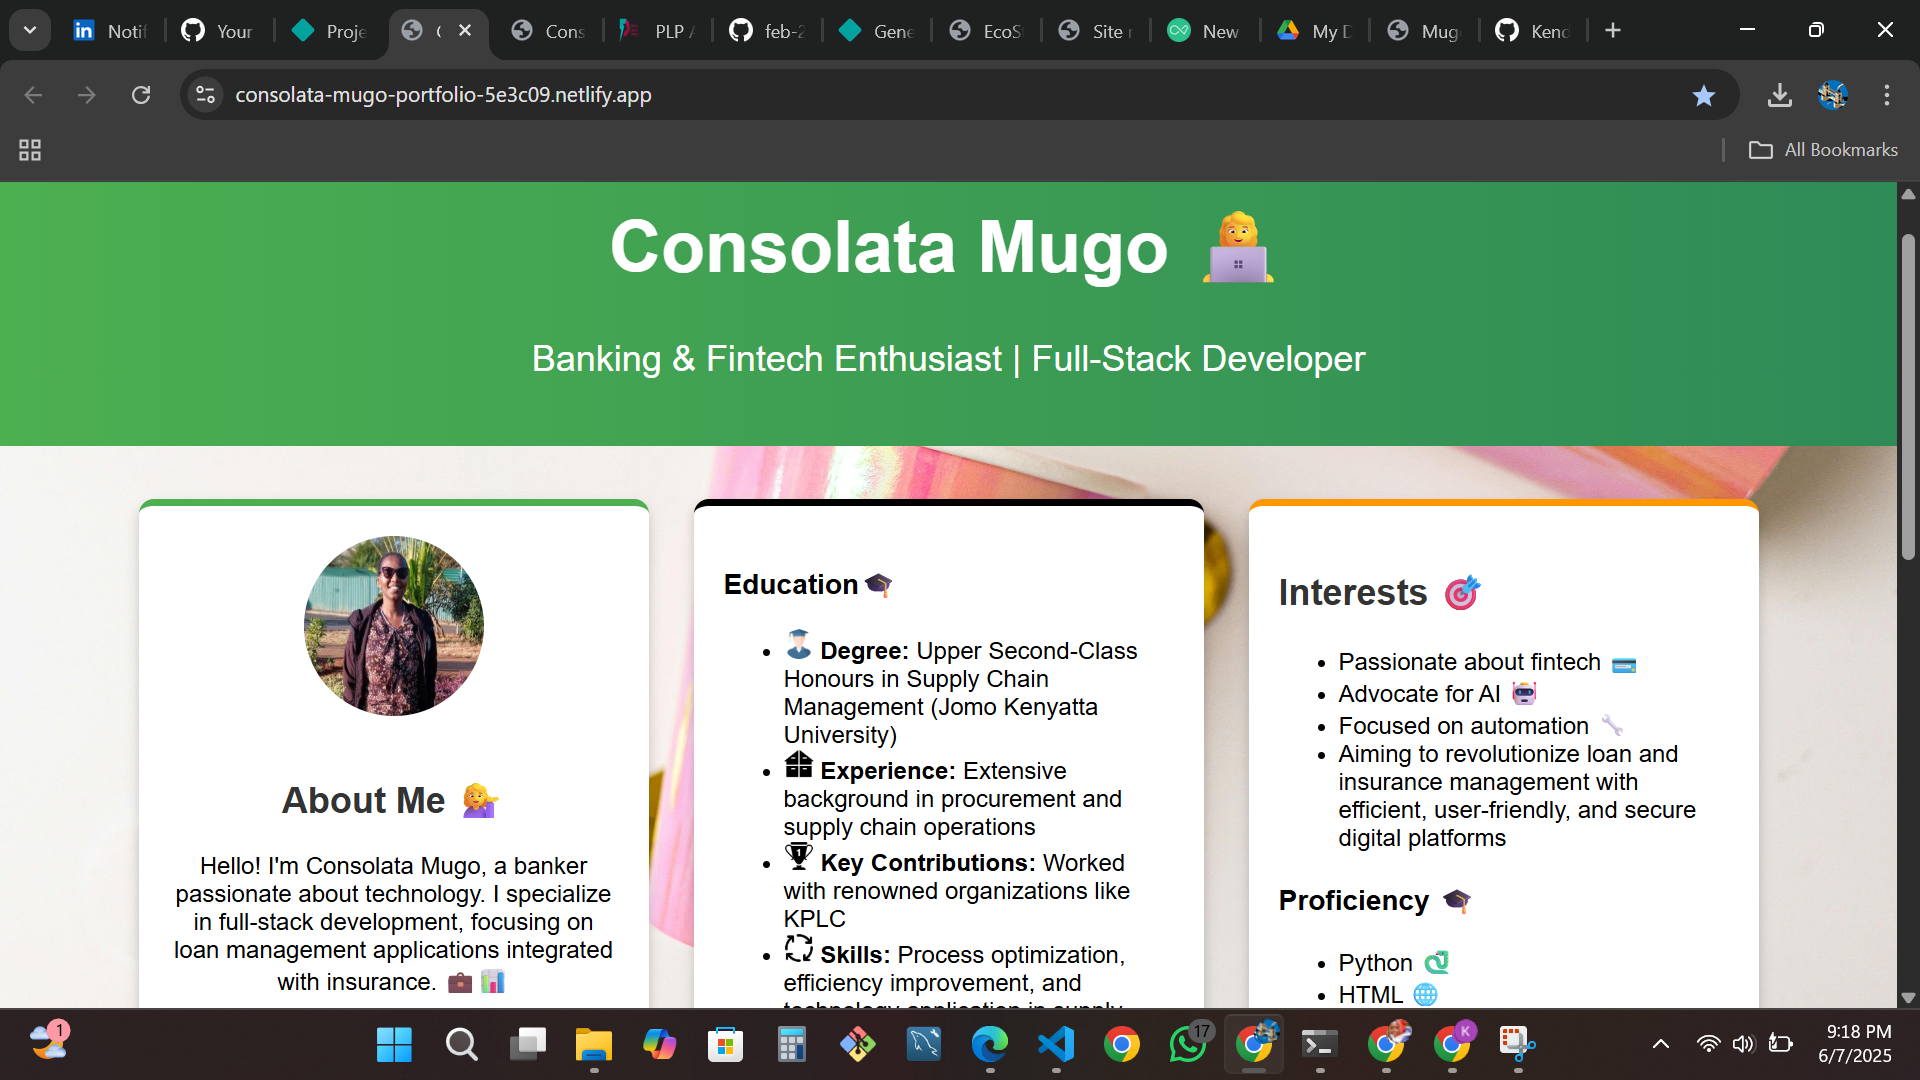 Notif
Your
Proje
Cons
PLP A
feb-2
Gene
EcoS
Site r
New
My D
Mug
Kend
consolata-mugo-portfolio-5e3c09.netlify.app
All Bookmarks
Consolata Mugo
Banking & Fintech Enthusiast | Full-Stack Developer
About Me
Hello! I'm Consolata Mugo, a banker
passionate about technology. I specialize
in full-stack development, focusing on
loan management applications integrated
with insurance.
Education
Degree: Upper Second-Class
Honours in Supply Chain
Management (Jomo Kenyatta
University)
Experience: Extensive
background in procurement and
supply chain operations
Key Contributions: Worked
with renowned organizations like
KPLC
Skills: Process optimization,
efficiency improvement, and
technology application in supply
Interests
Passionate about fintech
Advocate for AI
Focused on automation
Aiming to revolutionize loan and
insurance management with
efficient, user-friendly, and secure
digital platforms
Proficiency
Python
HTML
1
17
K
9:18 PM
6/7/2025